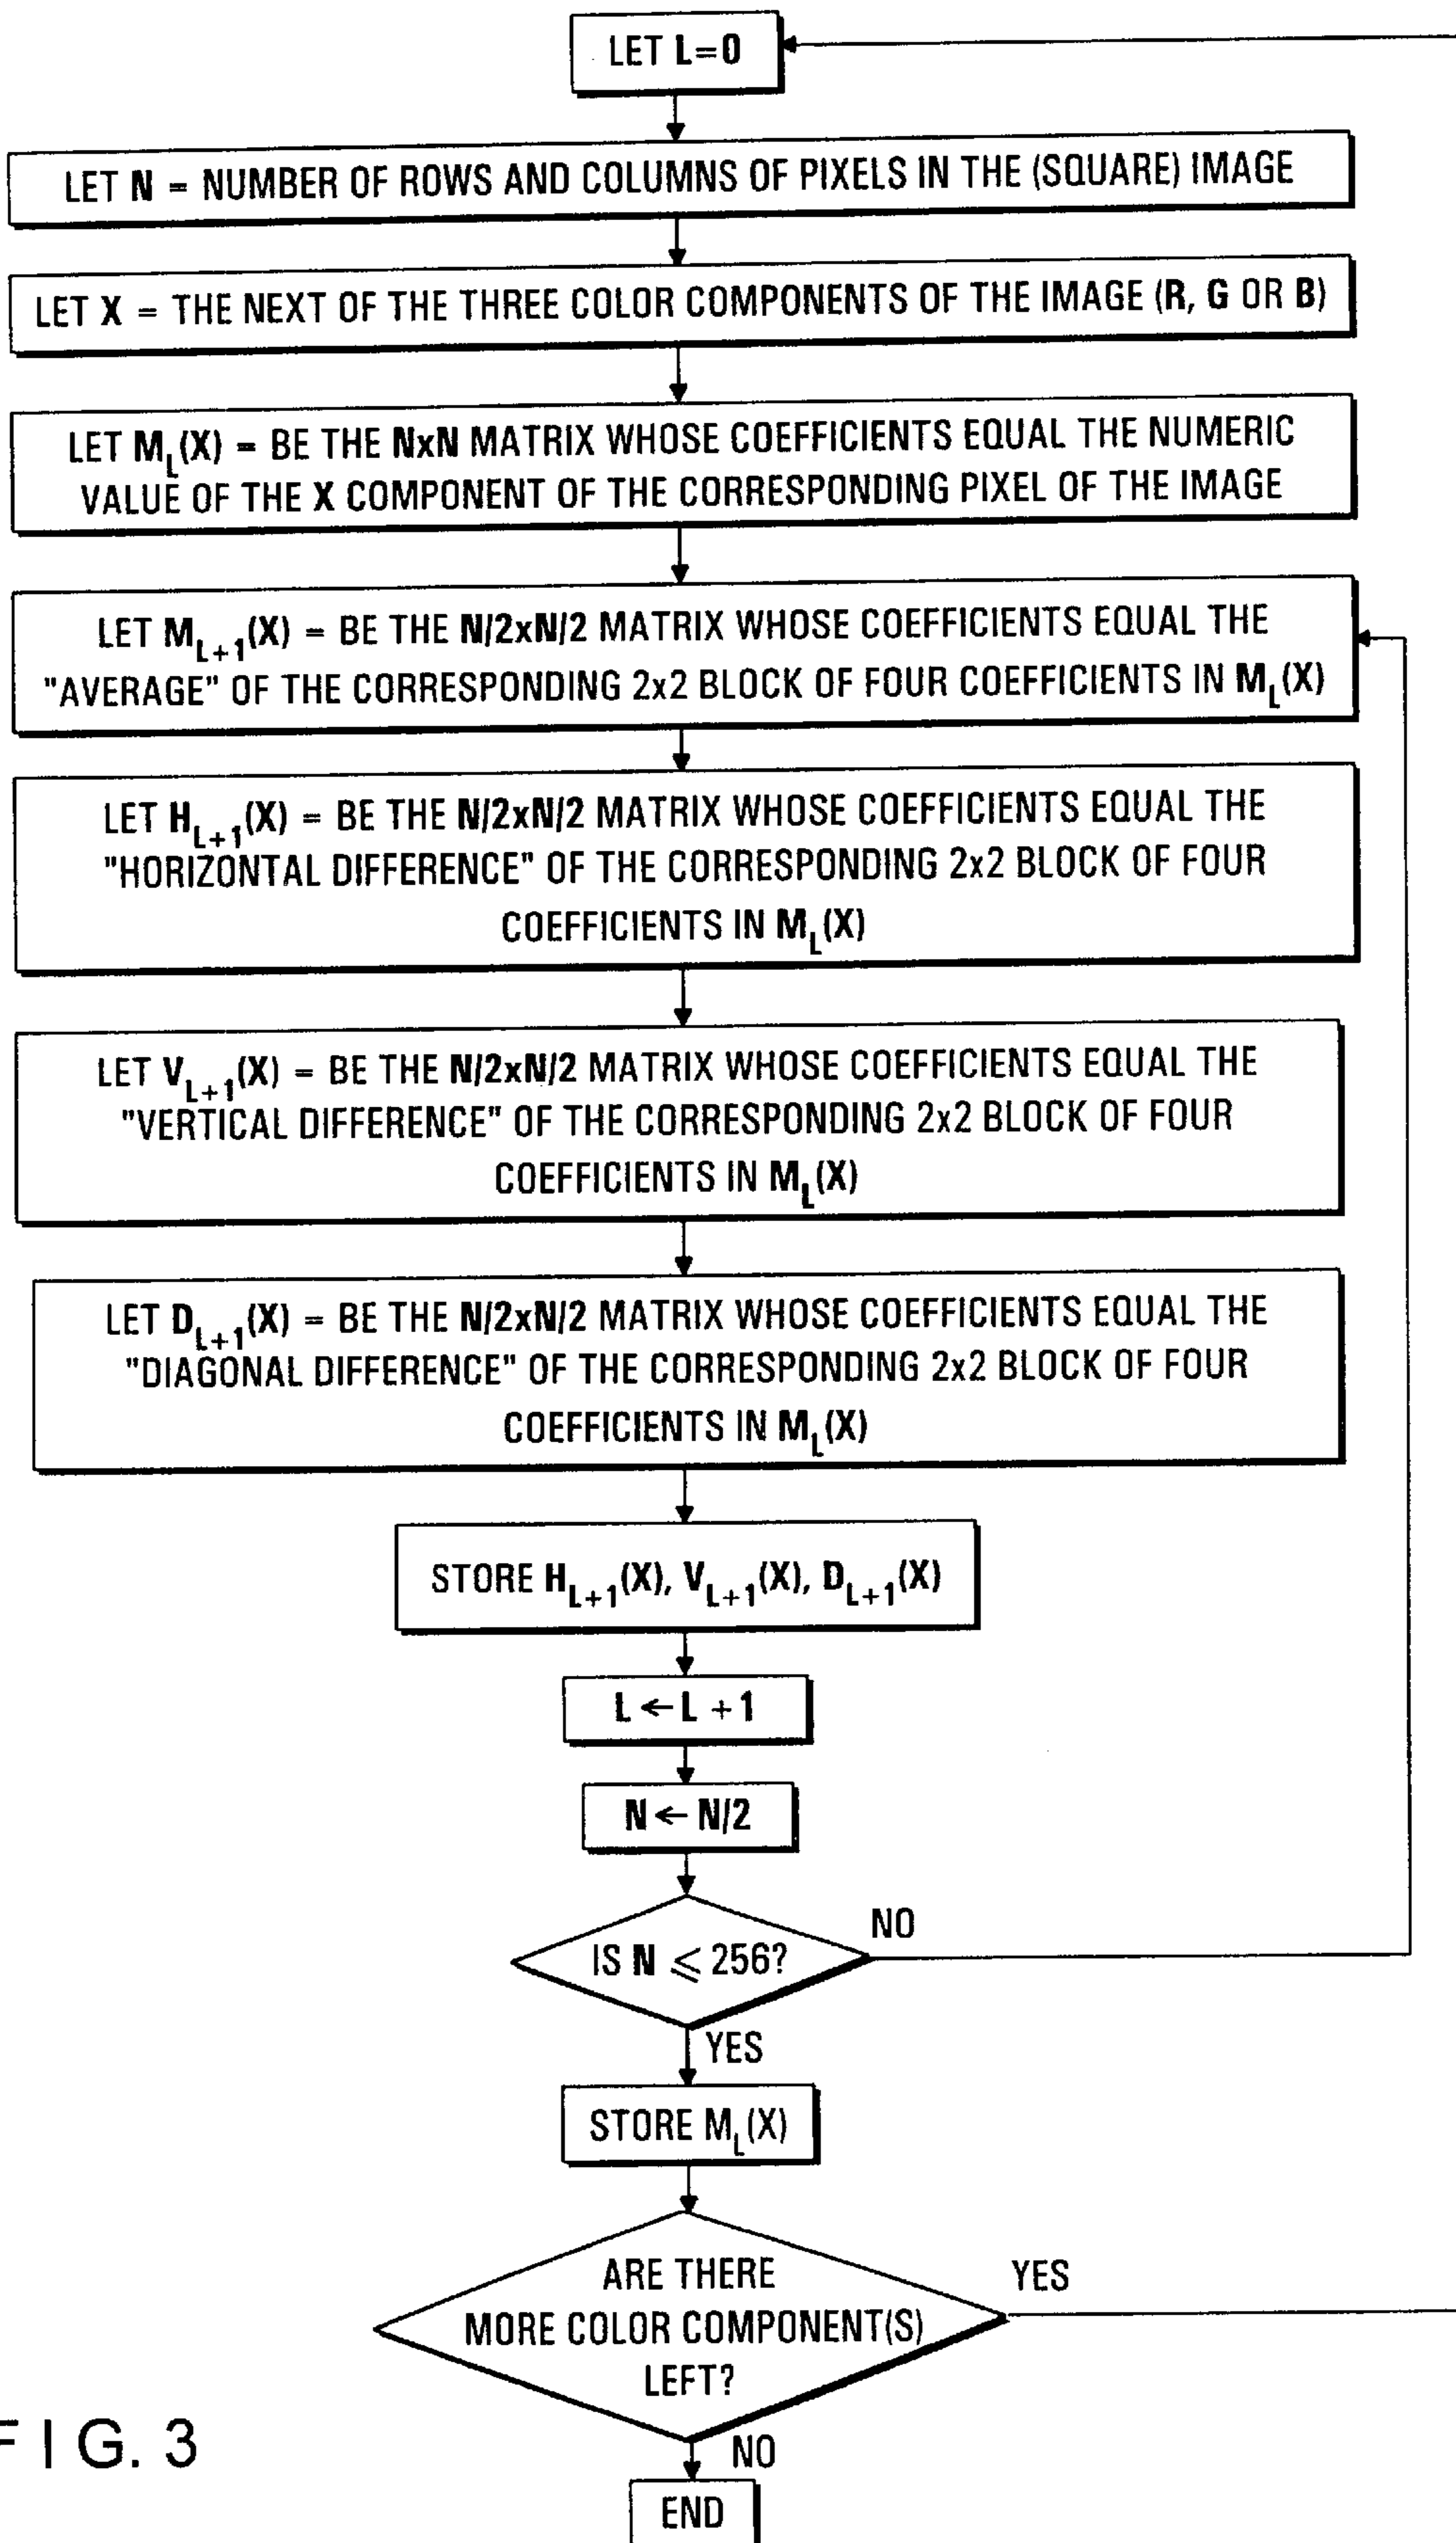 LET L=0
LET N = NUMBER OF ROWS AND COLUMNS OF PIXELS IN THE (SQUARE) IMAGE
LET X = THE NEXT OF THE THREE COLOR COMPONENTS OF THE IMAGE (R, G OR B)
LET M_L(X) = BE THE NxN MATRIX WHOSE COEFFICIENTS EQUAL THE NUMERIC
VALUE OF THE X COMPONENT OF THE CORRESPONDING PIXEL OF THE IMAGE
LET M_{L+1}(X) = BE THE N/2xN/2 MATRIX WHOSE COEFFICIENTS EQUAL THE
"AVERAGE" OF THE CORRESPONDING 2x2 BLOCK OF FOUR COEFFICIENTS IN M_L(X)
LET H_{L+1}(X) = BE THE N/2xN/2 MATRIX WHOSE COEFFICIENTS EQUAL THE
"HORIZONTAL DIFFERENCE" OF THE CORRESPONDING 2x2 BLOCK OF FOUR
COEFFICIENTS IN M_L(X)
LET V_{L+1}(X) = BE THE N/2xN/2 MATRIX WHOSE COEFFICIENTS EQUAL THE
"VERTICAL DIFFERENCE" OF THE CORRESPONDING 2x2 BLOCK OF FOUR
COEFFICIENTS IN M_L(X)
LET D_{L+1}(X) = BE THE N/2xN/2 MATRIX WHOSE COEFFICIENTS EQUAL THE
"DIAGONAL DIFFERENCE" OF THE CORRESPONDING 2x2 BLOCK OF FOUR
COEFFICIENTS IN M_L(X)
STORE H_{L+1}(X), V_{L+1}(X), D_{L+1}(X)
L ← L + 1
N ← N/2
IS N ⩽ 256?
NO
YES
STORE M_L(X)
ARE THERE
MORE COLOR COMPONENT(S)
LEFT?
YES
NO
END
FIG. 3